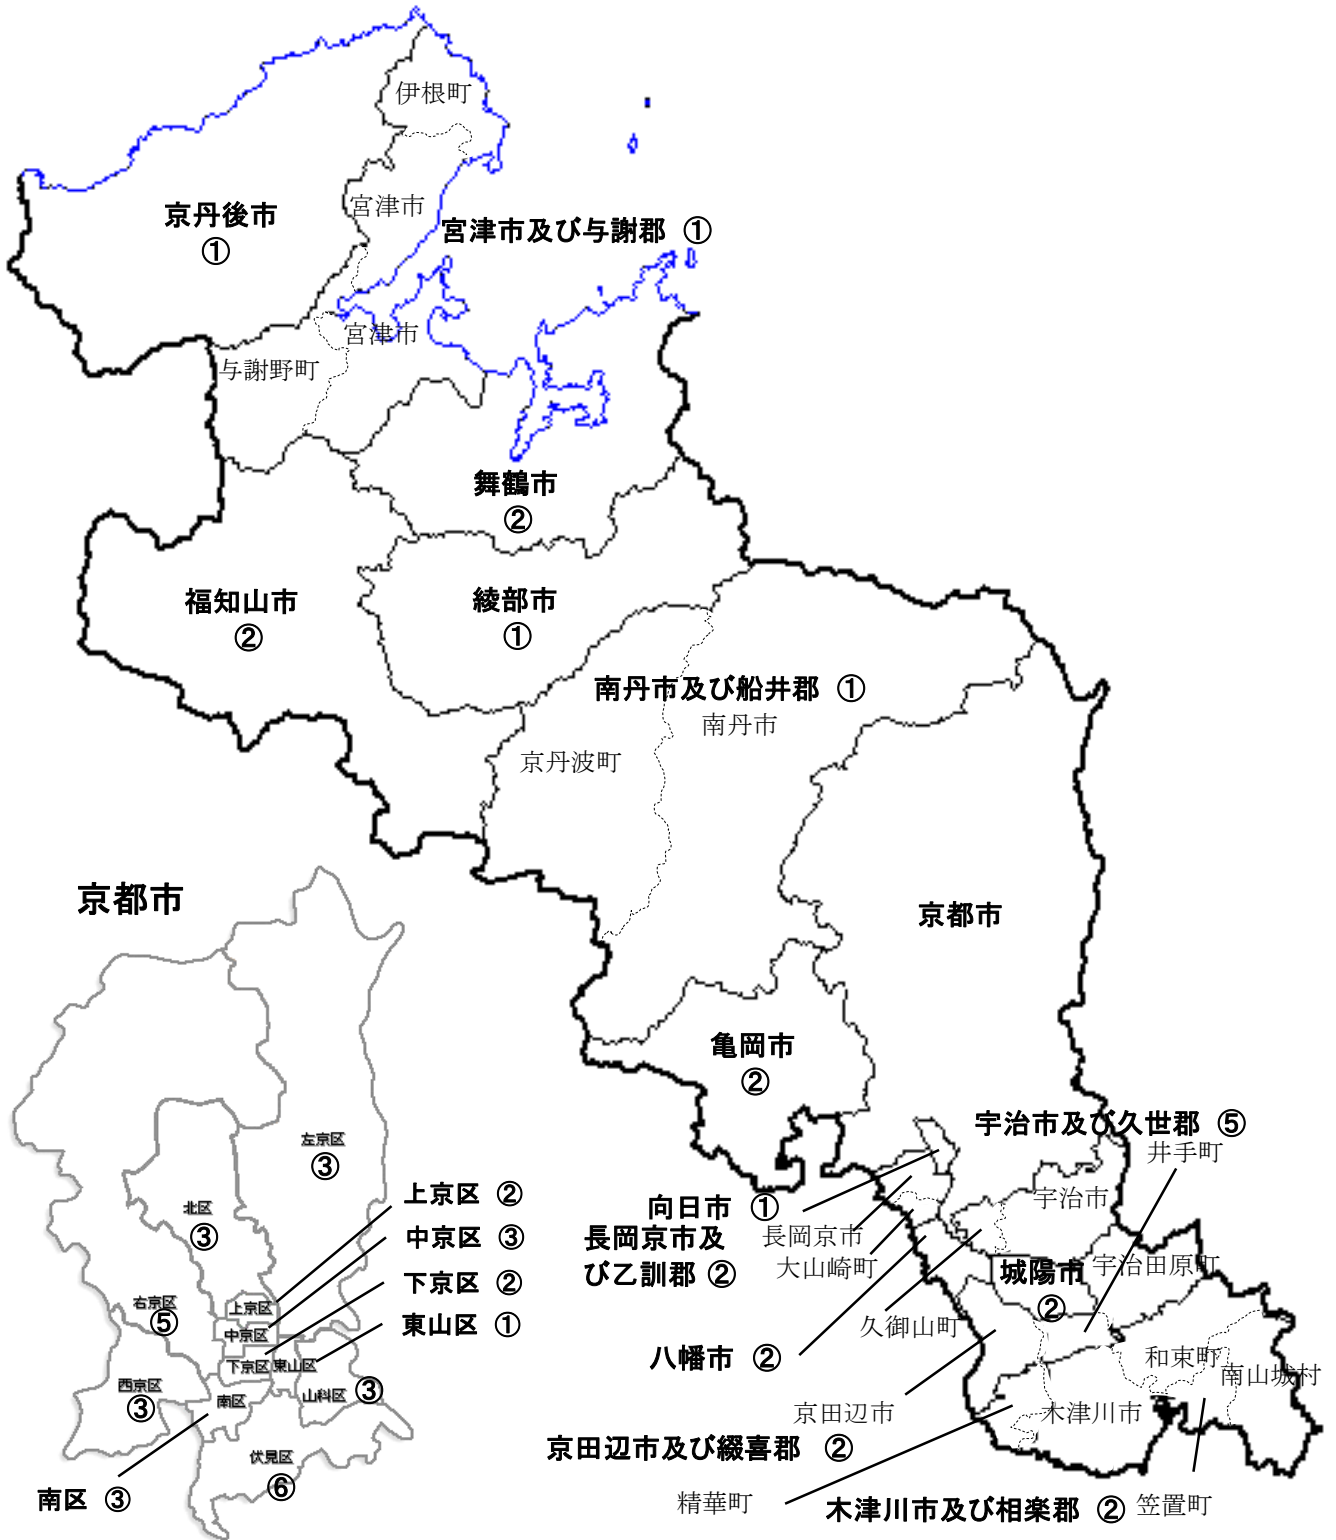 伊根町
宮津市
京丹後市
①
宮津市及び与謝郡 ①
宮津市
与謝野町
舞鶴市
②
福知山市
②
綾部市
①
南丹市及び船井郡 ①
南丹市
京丹波町
京都市
京都市
亀岡市
②
宇治市及び久世郡 ⑤
井手町
左京区
③
上京区 ②
宇治市
北区
③
向日市 ①
中京区 ③
長岡京市及
び乙訓郡 ②
長岡京市
大山崎町
宇治田原町
城陽市
②
下京区 ②
右京区
⑤
上京区
東山区 ①
中京区
久御山町
八幡市 ②
下京区
東山区
和束町
南山城村
西京区
③
山科区
③
南区
京田辺市
木津川市
京田辺市及び綴喜郡 ②
伏見区
⑥
南区 ③
精華町
木津川市及び相楽郡 ②
笠置町